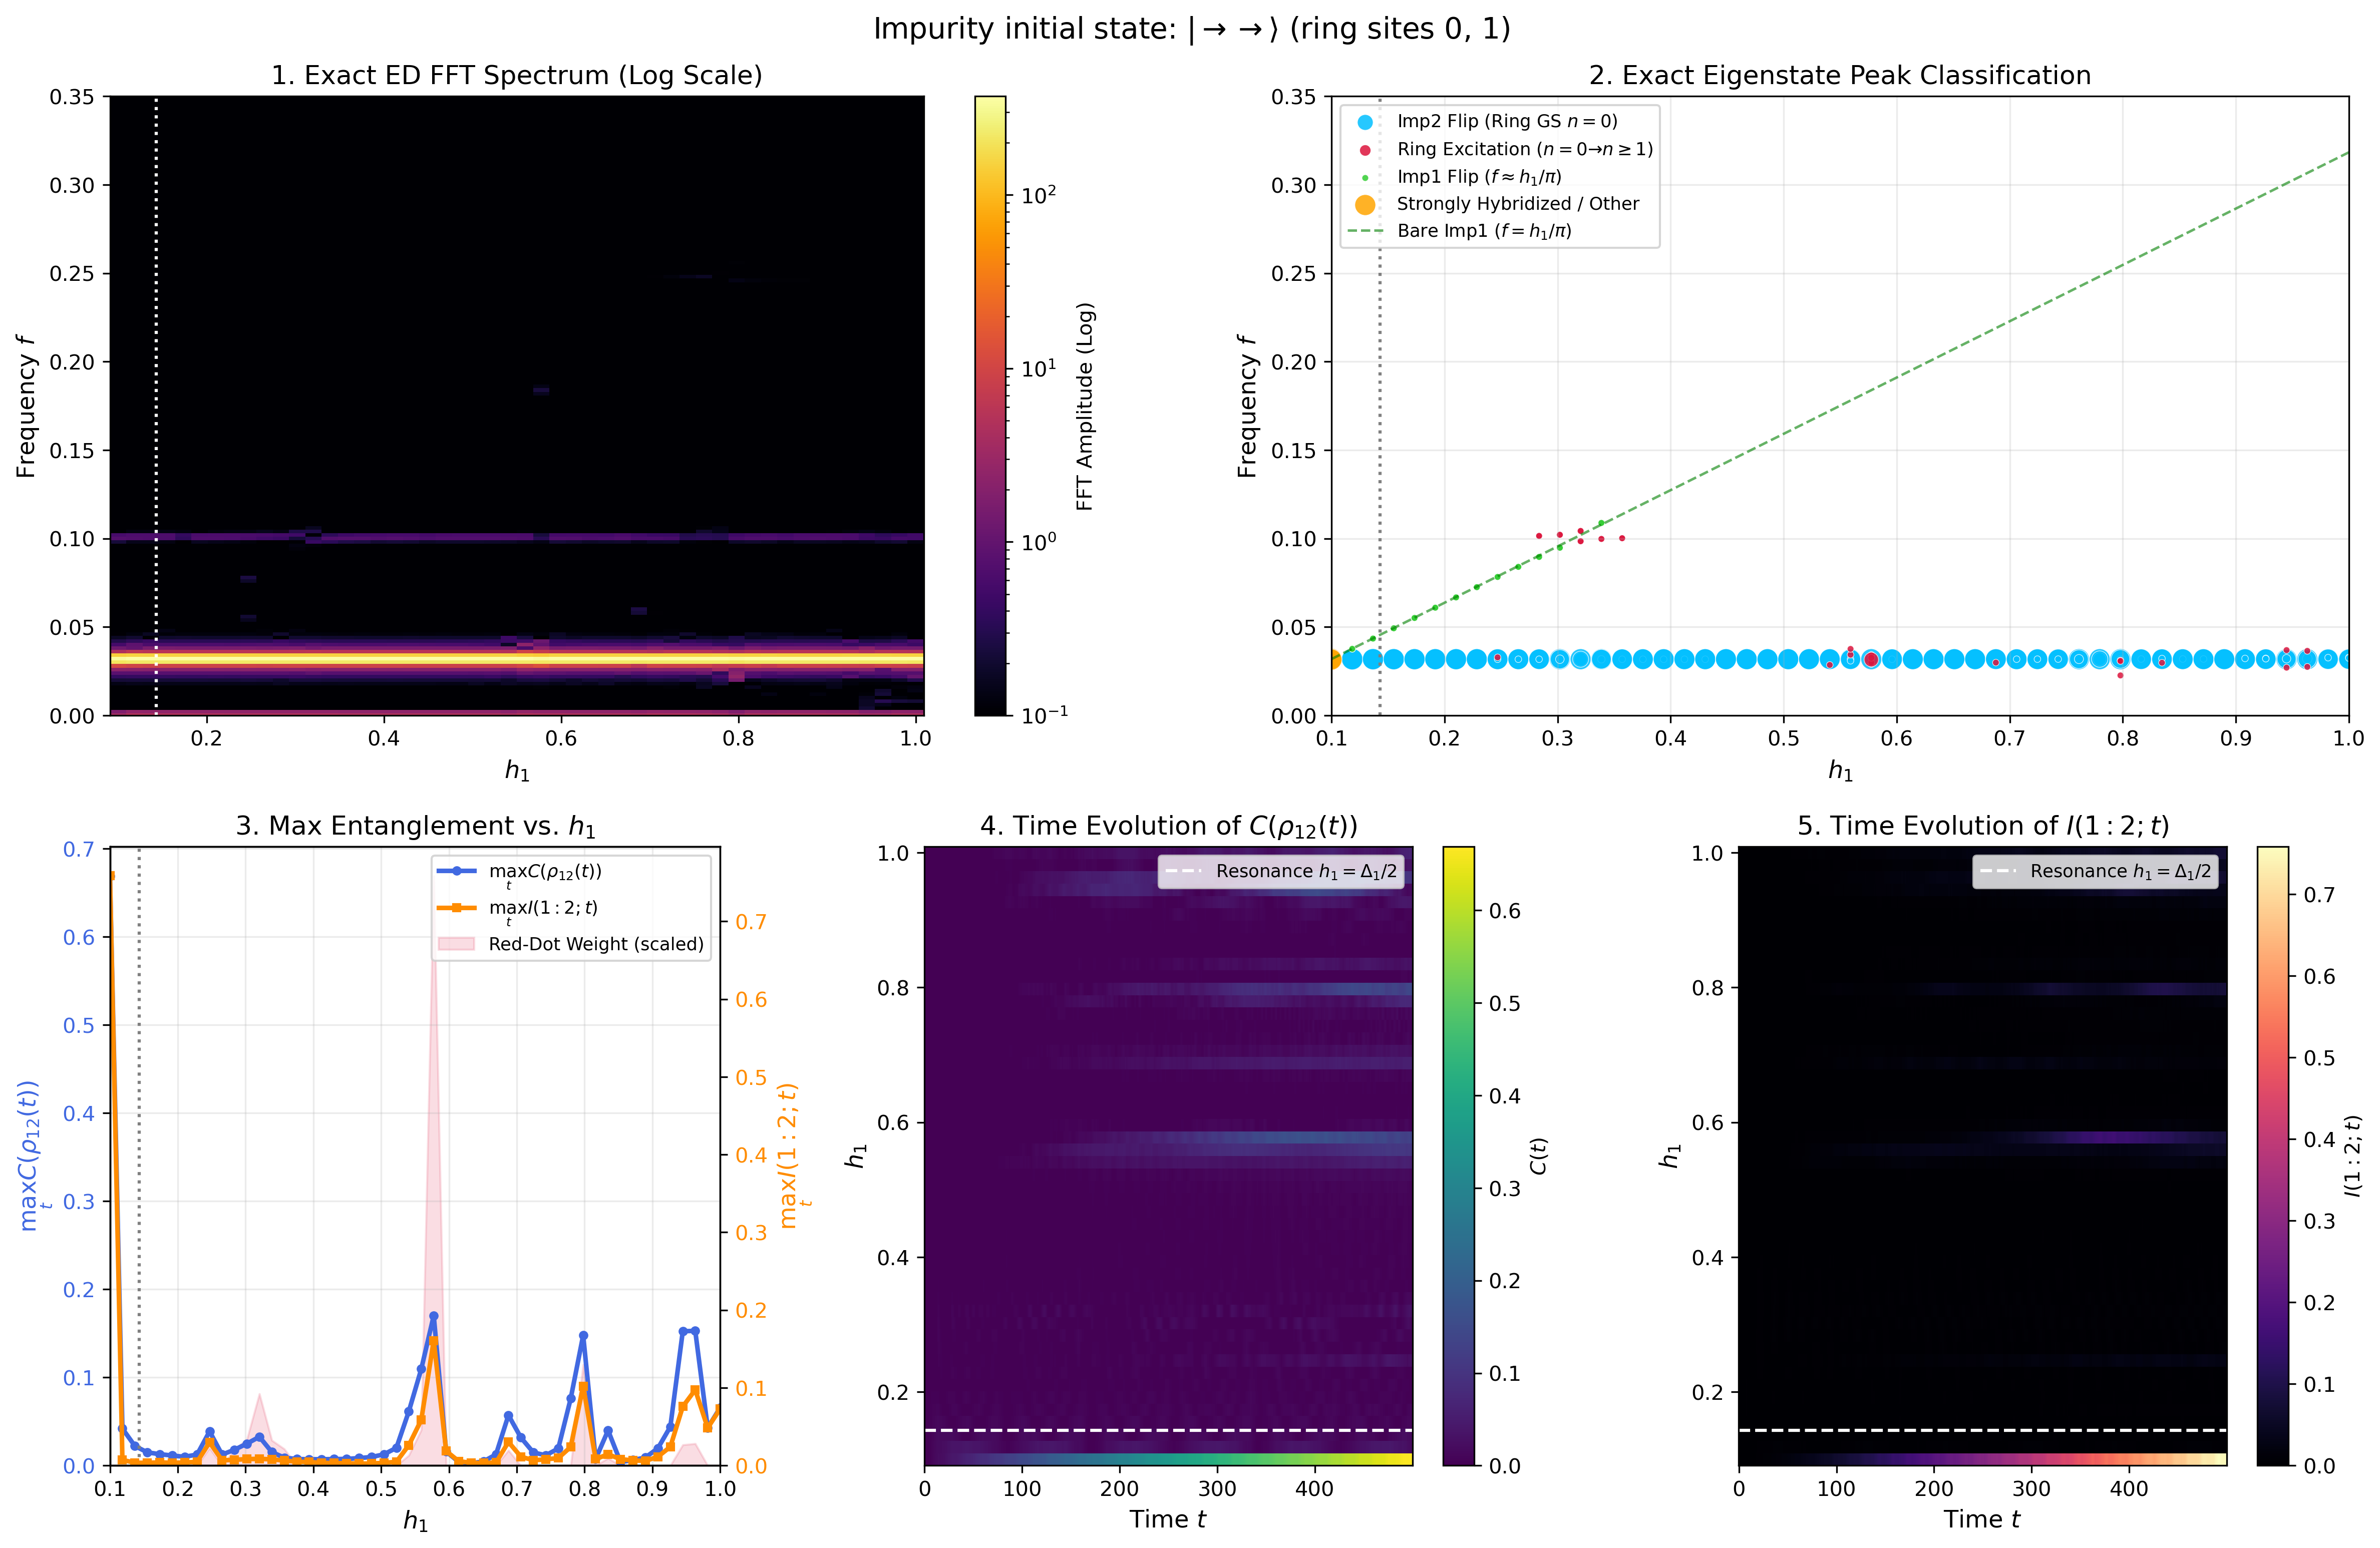 Impurity initial state: |→→⟩ (ring sites 0, 1)
1. Exact ED FFT Spectrum (Log Scale)
Frequency f
0.35
0.30
0.25
0.20
0.15
0.10
0.05
0.00
0.2
0.4
0.6
0.8
1.0
h₁
10²
10¹
10⁰
10⁻¹
FFT Amplitude (Log)
2. Exact Eigenstate Peak Classification
Frequency f
0.35
0.30
0.25
0.20
0.15
0.10
0.05
0.00
Imp2 Flip (Ring GS n = 0)
Ring Excitation (n = 0→n ≥ 1)
Imp1 Flip (f ≈ h₁/π)
Strongly Hybridized / Other
Bare Imp1 (f = h₁/π)
0.1
0.2
0.3
0.4
0.5
0.6
0.7
0.8
0.9
1.0
h₁
3. Max Entanglement vs. h₁
max C(ρ₁₂(t))
t
0.7
0.6
0.5
0.4
0.3
0.2
0.1
0.0
max C(ρ₁₂(t))
t
max I(1 : 2; t)
t
Red-Dot Weight (scaled)
0.7
0.6
0.5
0.4
0.3
0.2
0.1
0.0
max I(1 : 2; t)
t
0.1
0.2
0.3
0.4
0.5
0.6
0.7
0.8
0.9
1.0
h₁
4. Time Evolution of C(ρ₁₂(t))
h₁
1.0
0.8
0.6
0.4
0.2
Resonance h₁ = Δ₁/2
0
100
200
300
400
Time t
0.6
0.5
0.4
0.3
0.2
0.1
0.0
C(t)
5. Time Evolution of I(1 : 2; t)
h₁
1.0
0.8
0.6
0.4
0.2
Resonance h₁ = Δ₁/2
0
100
200
300
400
Time t
0.7
0.6
0.5
0.4
0.3
0.2
0.1
0.0
I(1 : 2; t)